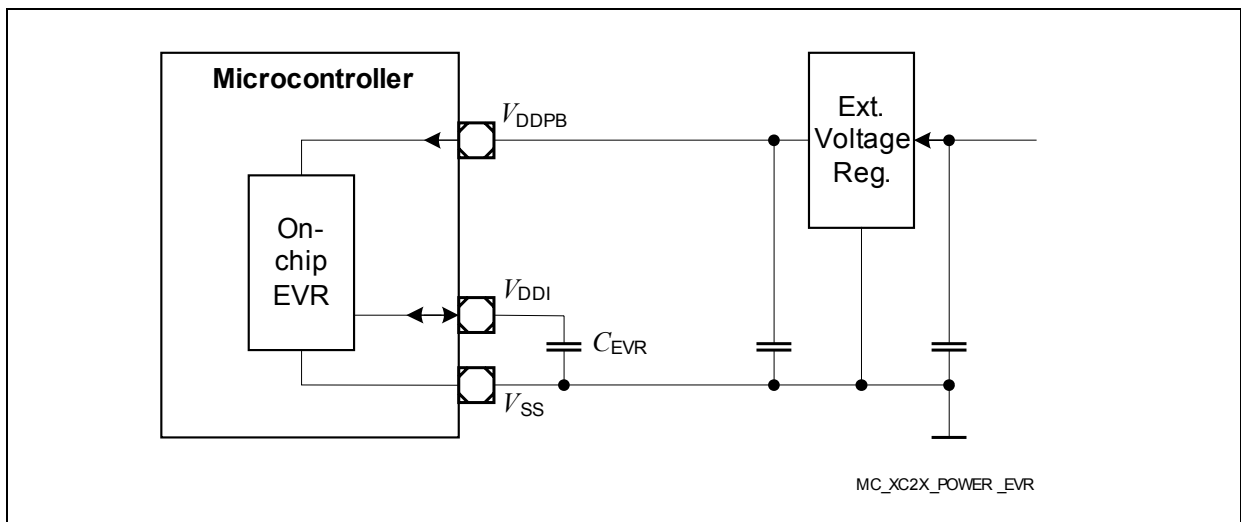 Microcontroller
VDDPB
Ext.
Voltage
Reg.
On-
chip
EVR
VDDI
CEVR
VSS
MC_XC2X_POWER _EVR